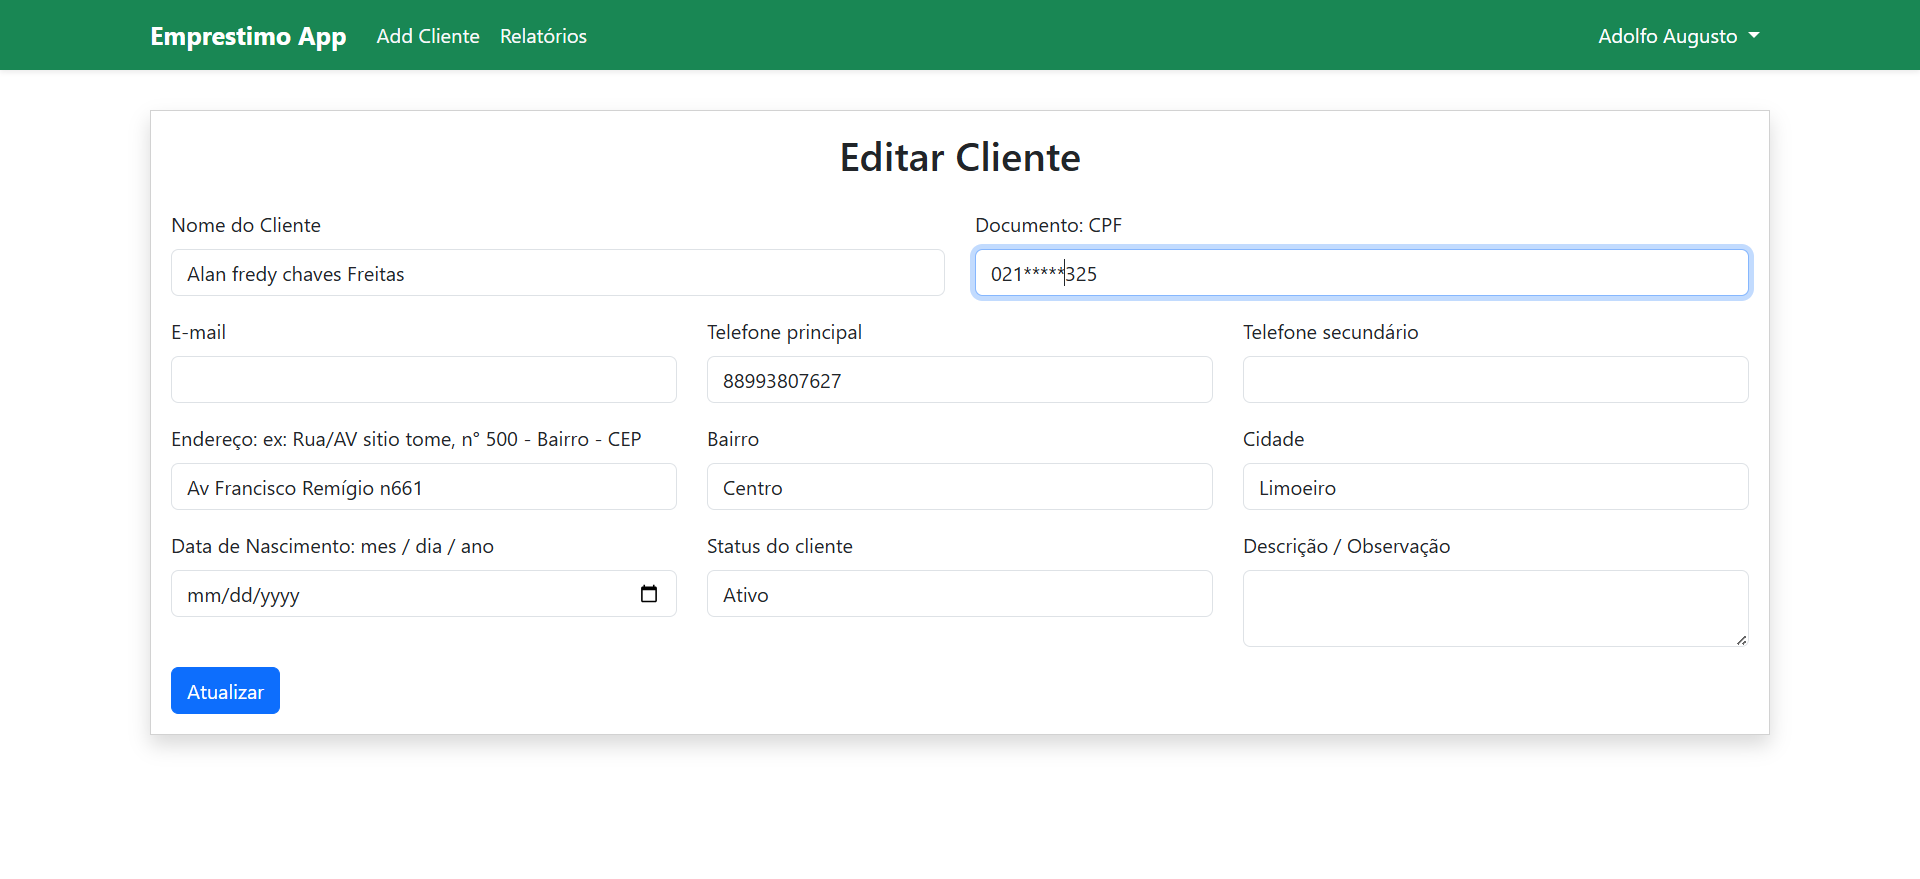 Emprestimo App Add Cliente Relatórios Adolfo Augusto
Editar Cliente
Nome do Cliente Documento: CPF
Alan fredy chaves Freitas 021*****325
E-mail Telefone principal Telefone secundário
88993807627
Endereço: ex: Rua/AV sitio tome, n° 500 - Bairro - CEP Bairro Cidade
Av Francisco Remígio n661 Centro Limoeiro
Data de Nascimento: mes / dia / ano Status do cliente Descrição / Observação
mm/dd/yyyy Ativo
Atualizar